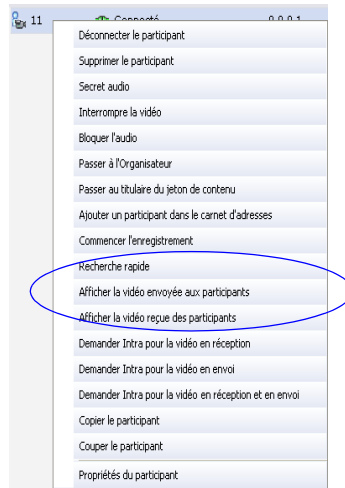 11 Connecté 0.0.0.1
Déconnecter le participant
Supprimer le participant
Secret audio
Interrompre la vidéo
Bloquer l'audio
Passer à l'Organisateur
Passer au titulaire du jeton de contenu
Ajouter un participant dans le carnet d'adresses
Commencer l'enregistrement
Recherche rapide
Afficher la vidéo envoyée aux participants
Afficher la vidéo reçue des participants
Demander Intra pour la vidéo en réception
Demander Intra pour la vidéo en envoi
Demander Intra pour la vidéo en réception et en envoi
Copier le participant
Couper le participant
Propriétés du participant